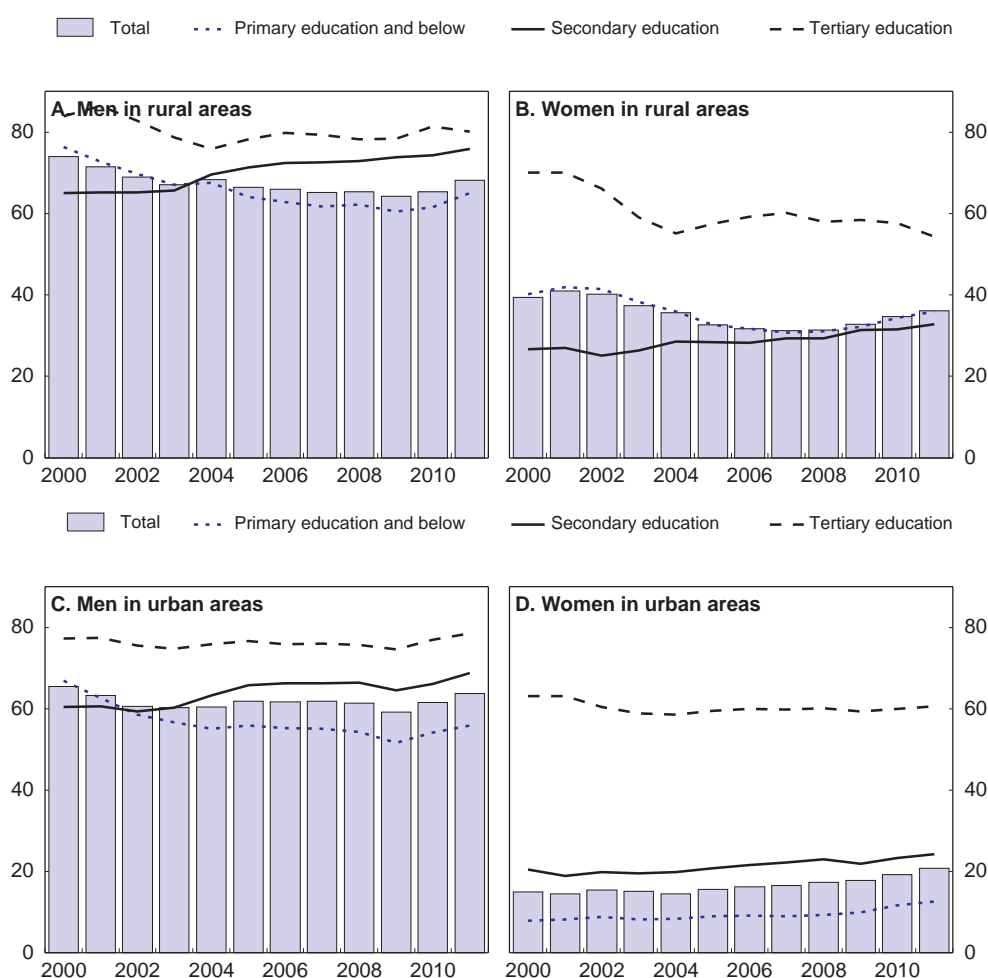 Total Primary education and below Secondary education Tertiary education
A. Men in rural areas
B. Women in rural areas
80 80
60 60
40 40
20 20
0 0
2000 2002 2004 2006 2008 2010 2000 2002 2004 2006 2008 2010
Total Primary education and below Secondary education Tertiary education
C. Men in urban areas
D. Women in urban areas
80 80
60 60
40 40
20 20
0 0
2000 2002 2004 2006 2008 2010 2000 2002 2004 2006 2008 2010